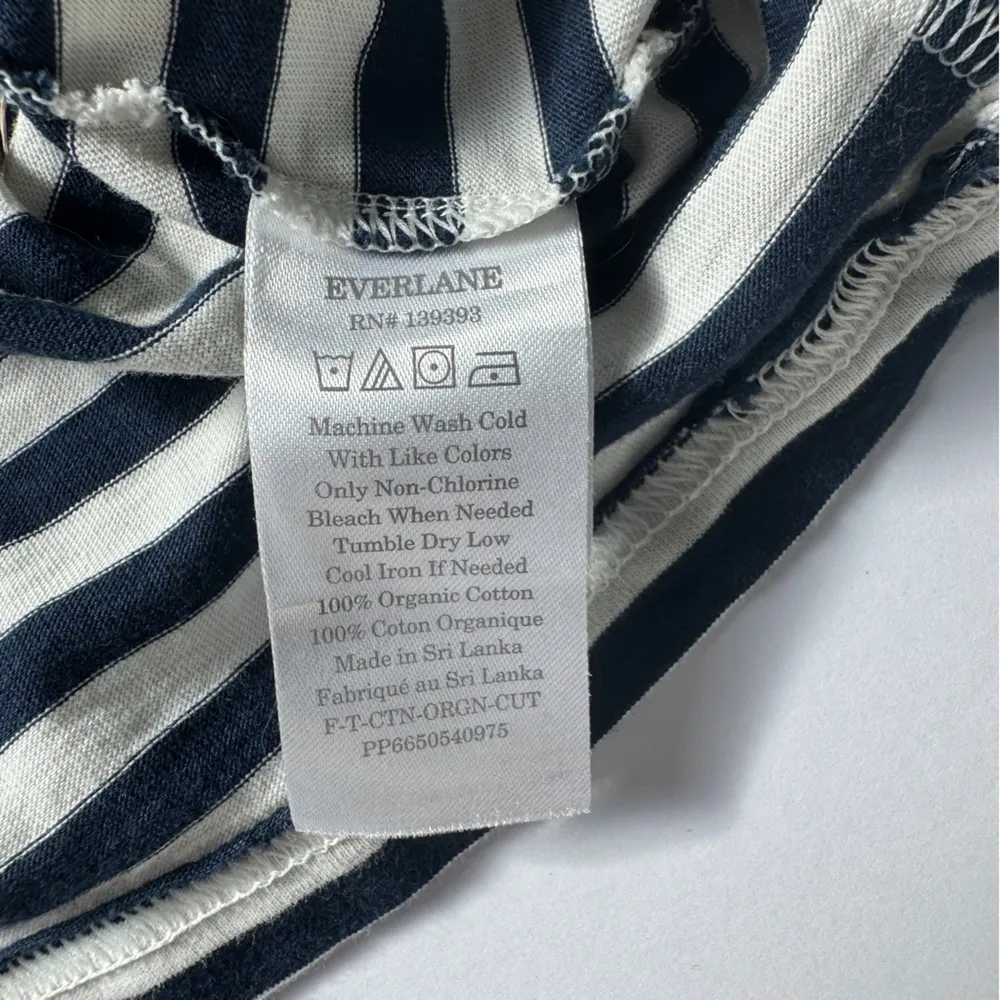 EVERLANE
RN# 139393
Machine Wash Cold
With Like Colors
Only Non-Chlorine
Bleach When Needed
Tumble Dry Low
Cool Iron If Needed
100% Organic Cotton
100% Coton Organique
Made in Sri Lanka
Fabriqué au Sri Lanka
F-T-CTN-ORGN-CUT
PP6650540975